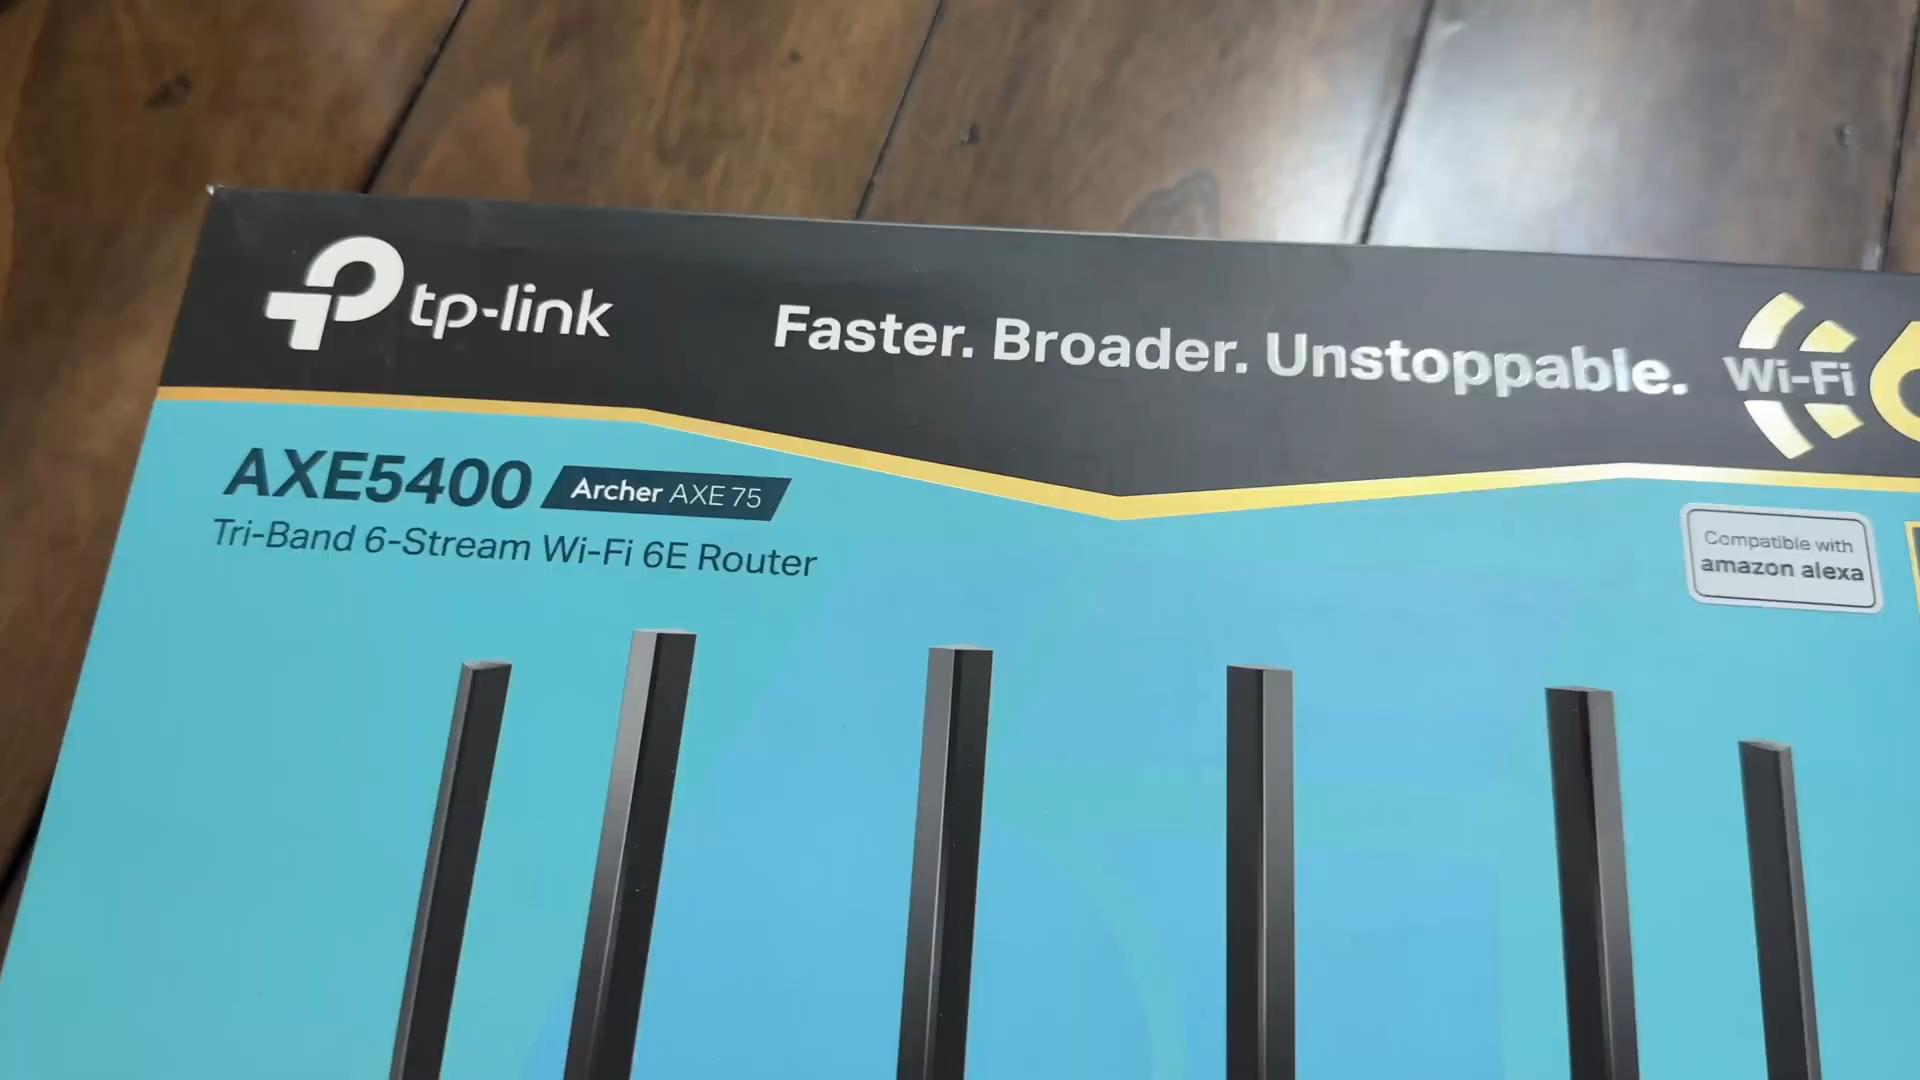 tp-link
Faster. Broader. Unstoppable.
Wi-Fi 6
AXE5400
Archer AXE 75
Tri-Band 6-Stream Wi-Fi 6E Router
Compatible with
amazon alexa